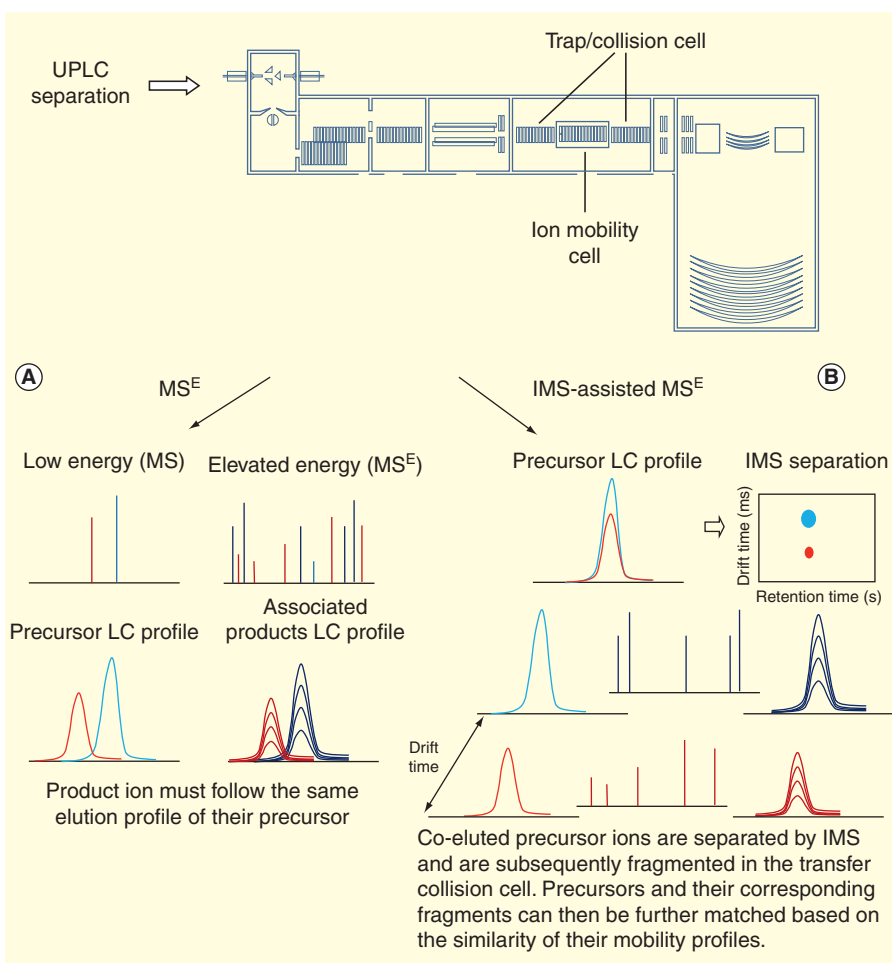 UPLC
separation
Trap/collision cell
Ion mobility
cell
A
MSE
IMS-assisted MSE
B
Low energy (MS)
Elevated energy (MSE)
Precursor LC profile
Associated
products LC profile
Product ion must follow the same
elution profile of their precursor
Precursor LC profile
IMS separation
Drift time (ms)
Retention time (s)
Drift
time
Co-eluted precursor ions are separated by IMS
and are subsequently fragmented in the transfer
collision cell. Precursors and their corresponding
fragments can then be further matched based on
the similarity of their mobility profiles.